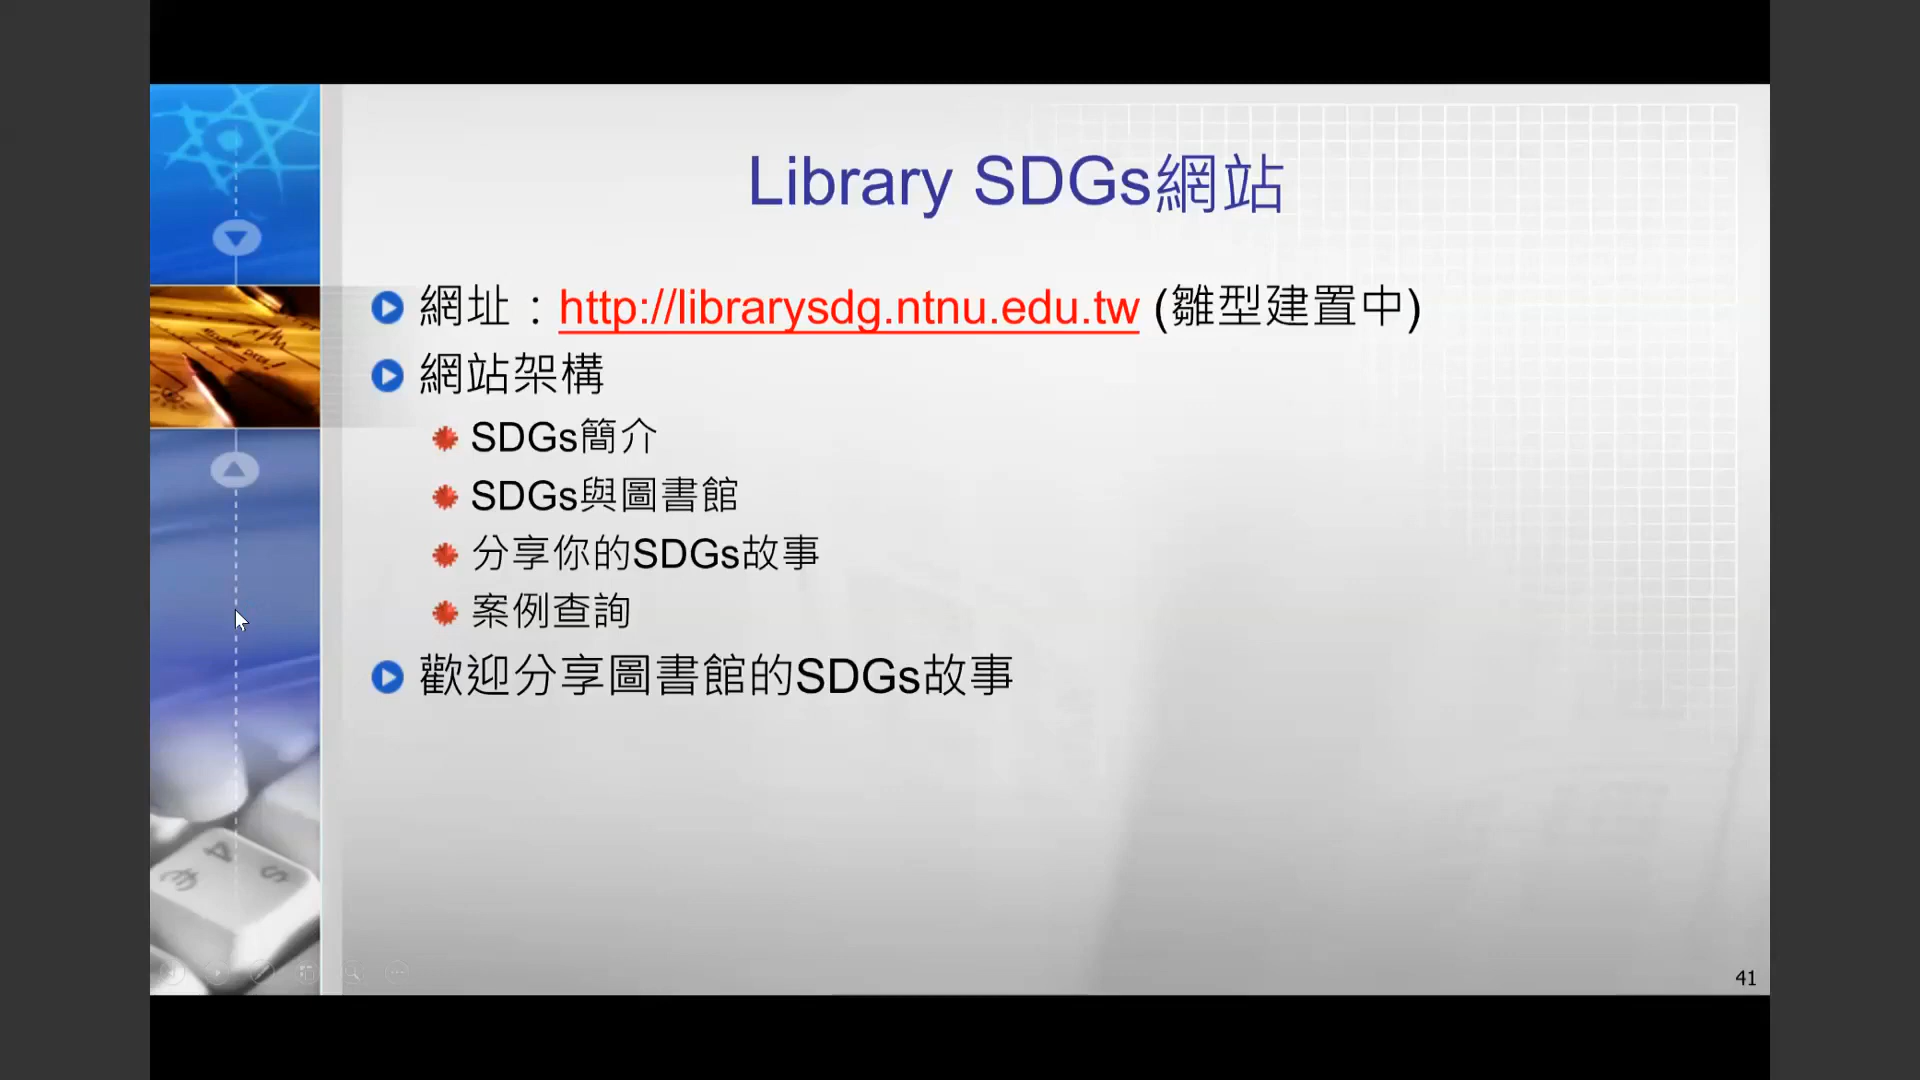 Library SDGs網站
網址：http://librarysdg.ntnu.edu.tw (雛型建置中)
網站架構
SDGs簡介
SDGs與圖書館
分享你的SDGs故事
案例查詢
歡迎分享圖書館的SDGs故事
41